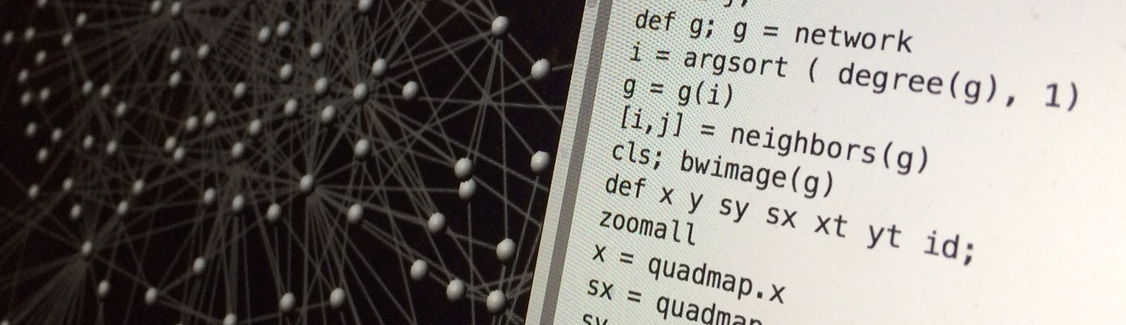 def g; g = network
i = argsort ( degree(g), 1)
g = g(i)
[i,j] = neighbors(g)
cls; bwimage(g)
def x y sy sx xt yt id;
zoomall
x = quadmap.x
sx = quadmap